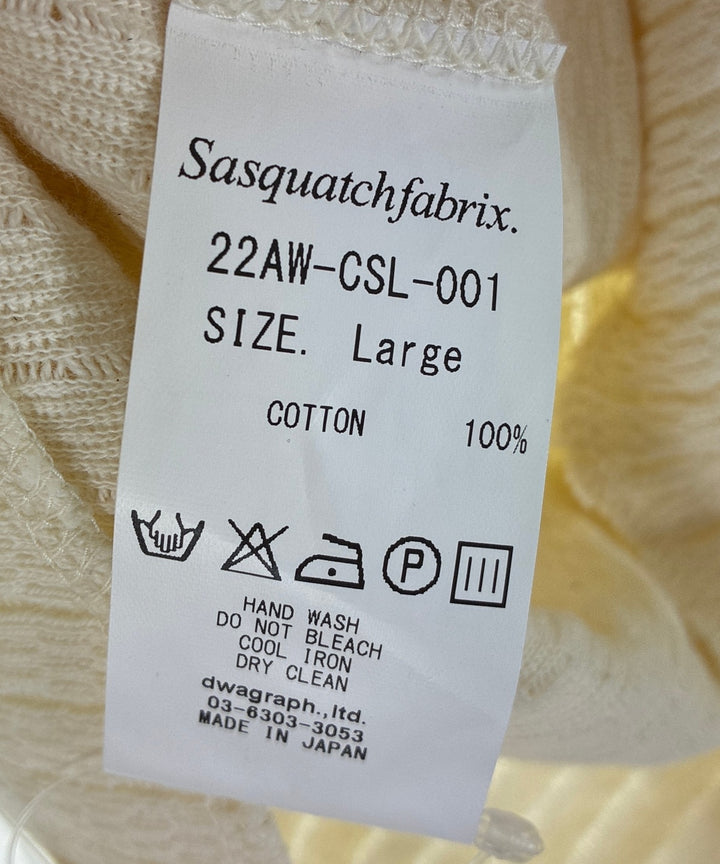 Sasquatchfabrix.
22AW-CSL-001
SIZE. Large
COTTON 100%
P
HAND WASH
DO NOT BLEACH
COOL IRON
DRY CLEAN
dwagraph.,ltd.
03-6303-3053
MADE IN JAPAN